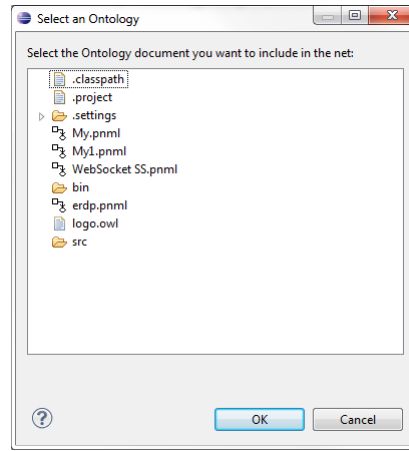 Select an Ontology
Select the Ontology document you want to include in the net:
.classpath
.project
.settings
My.pnml
My1.pnml
WebSocket SS.pnml
bin
erdp.pnml
logo.owl
src
?
OK
Cancel